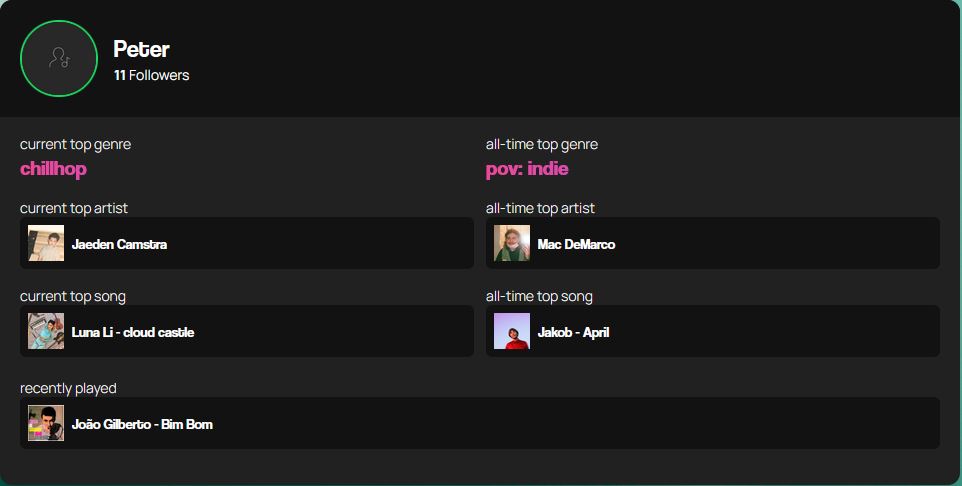 Peter
11 Followers
current top genre
chillhop
all-time top genre
pov: indie
current top artist
Jaeden Camstra
all-time top artist
Mac DeMarco
current top song
Luna Li - cloud castle
all-time top song
Jakob - April
recently played
João Gilberto - Bim Bom